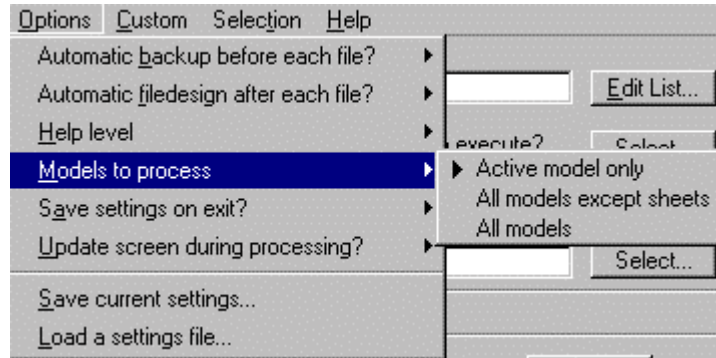 Options Custom Selection Help
Automatic backup before each file?
Automatic filedesign after each file?
Edit List...
Help level
execute?
Models to process
Active model only
All models except sheets
All models
Save settings on exit?
Update screen during processing?
Select...
Save current settings...
Load a settings file...